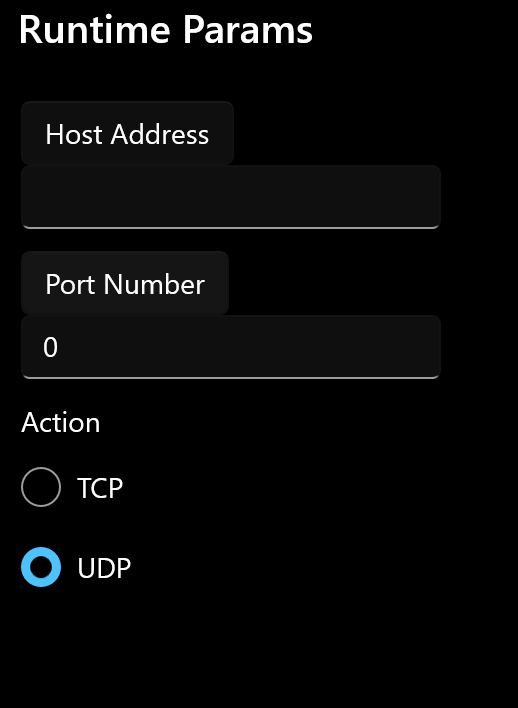 Runtime Params
Host Address
Port Number
0
Action
TCP
UDP